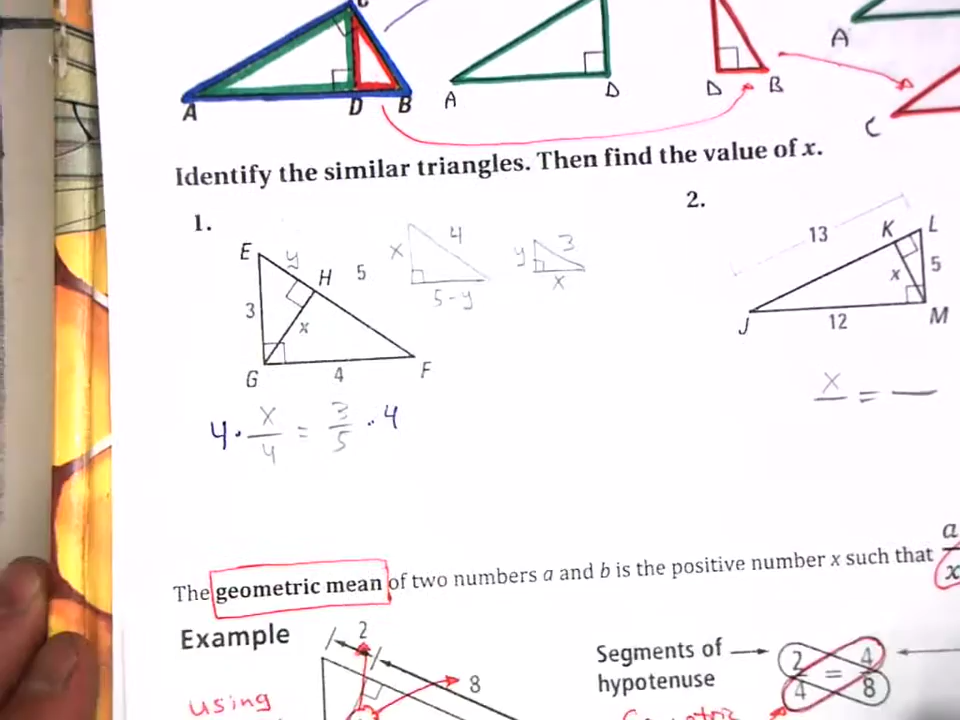 C
A D B A D D B A
C
Identify the similar triangles. Then find the value of x.
1. 2.
E y H 5 x 4 5-y y 3 x
3 x
G 4 F
13 K L
x 5
J 12 M
4 · x/4 = 3/5 · 4
x/ = —
The geometric mean of two numbers a and b is the positive number x such that a/x
Example 2 8
Segments of
hypotenuse
2/4 = 4/8
using